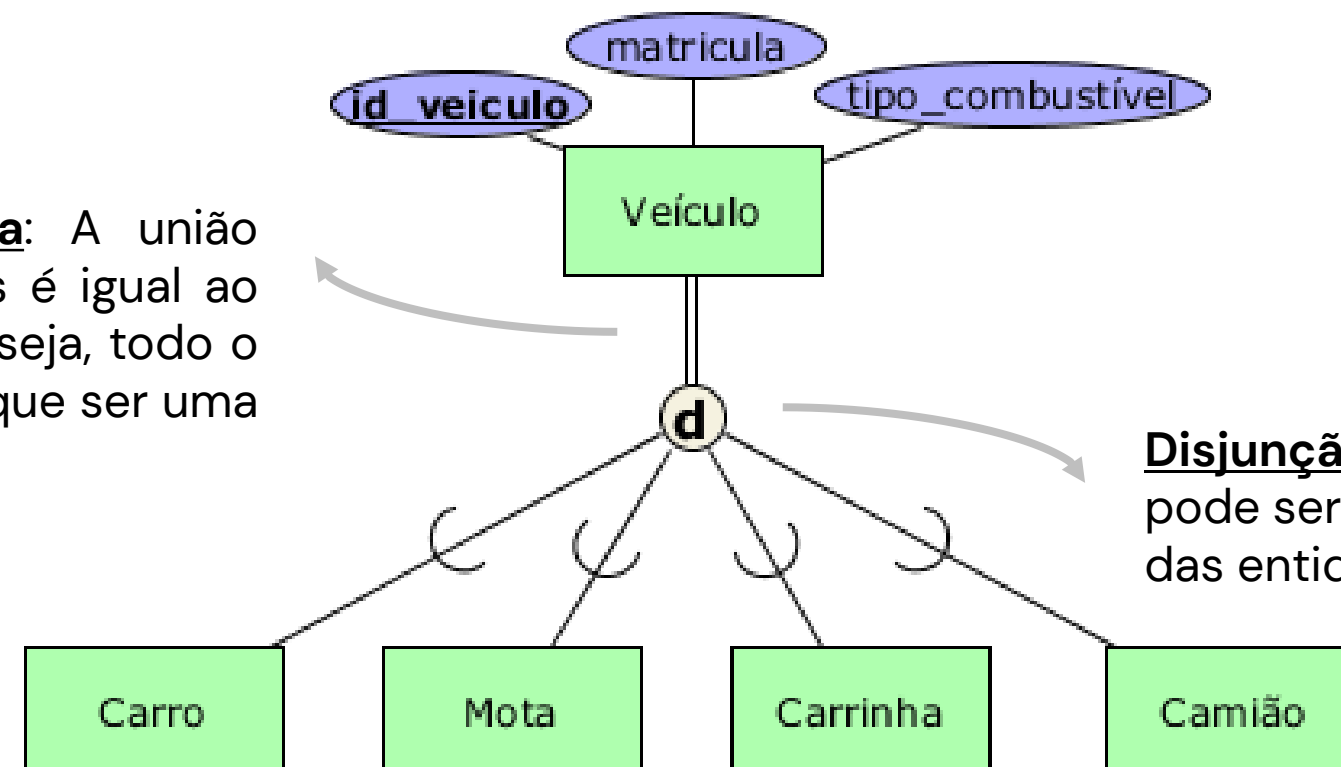 matricula
id_veiculo
tipo_combustível
Veículo
a: A união
s é igual ao
seja, todo o
que ser uma
d
Disjunçã
pode ser
das entid
Carro
Mota
Carrinha
Camião